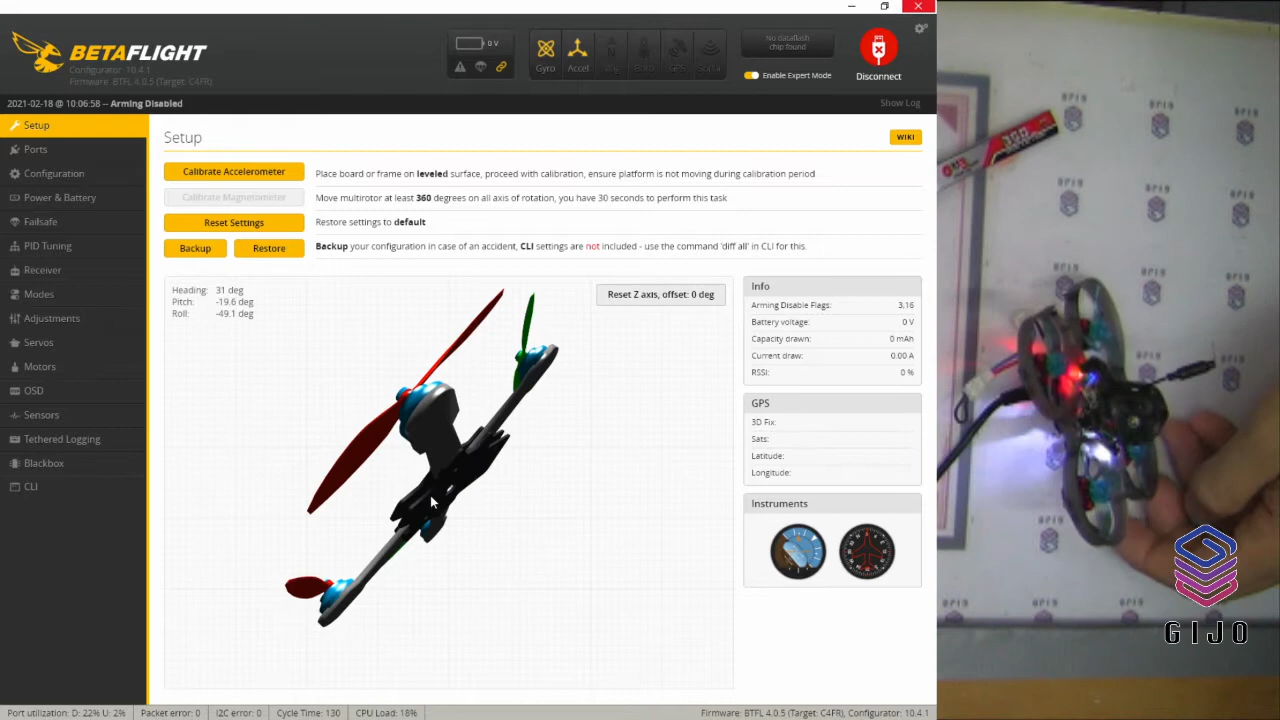 BETAFLIGHT
Configurator: 10.4.1
Firmware: BTFL 4.0.5 (Target: C4FR)
0 V
Gyro
Accel
GPS
No dataflash
chip found
Enable Expert Mode
Disconnect
2021-02-18 @ 10:06:58 -- Arming Disabled
Show Log
Setup
Ports
Configuration
Power & Battery
Failsafe
PID Tuning
Receiver
Modes
Adjustments
Servos
Motors
OSD
Sensors
Tethered Logging
Blackbox
CLI
Setup
WIKI
Calibrate Accelerometer
Place board or frame on leveled surface, proceed with calibration, ensure platform is not moving during calibration period
Calibrate Magnetometer
Move multirotor at least 360 degrees on all axis of rotation, you have 30 seconds to perform this task
Reset Settings
Restore settings to default
Backup
Restore
Backup your configuration in case of an accident, CLI settings are not included - use the command 'diff all' in CLI for this.
Heading: 31 deg
Pitch: -19.6 deg
Roll: -49.1 deg
Reset Z axis, offset: 0 deg
Info
Arming Disable Flags: 3,16
Battery voltage: 0 V
Capacity drawn: 0 mAh
Current draw: 0.00 A
RSSI: 0 %
GPS
3D Fix:
Sats:
Latitude:
Longitude:
Instruments
GIJO
Port utilization: D: 22% U: 2%
Packet error: 0
I2C error: 0
Cycle Time: 130
CPU Load: 18%
Firmware: BTFL 4.0.5 (Target: C4FR), Configurator: 10.4.1